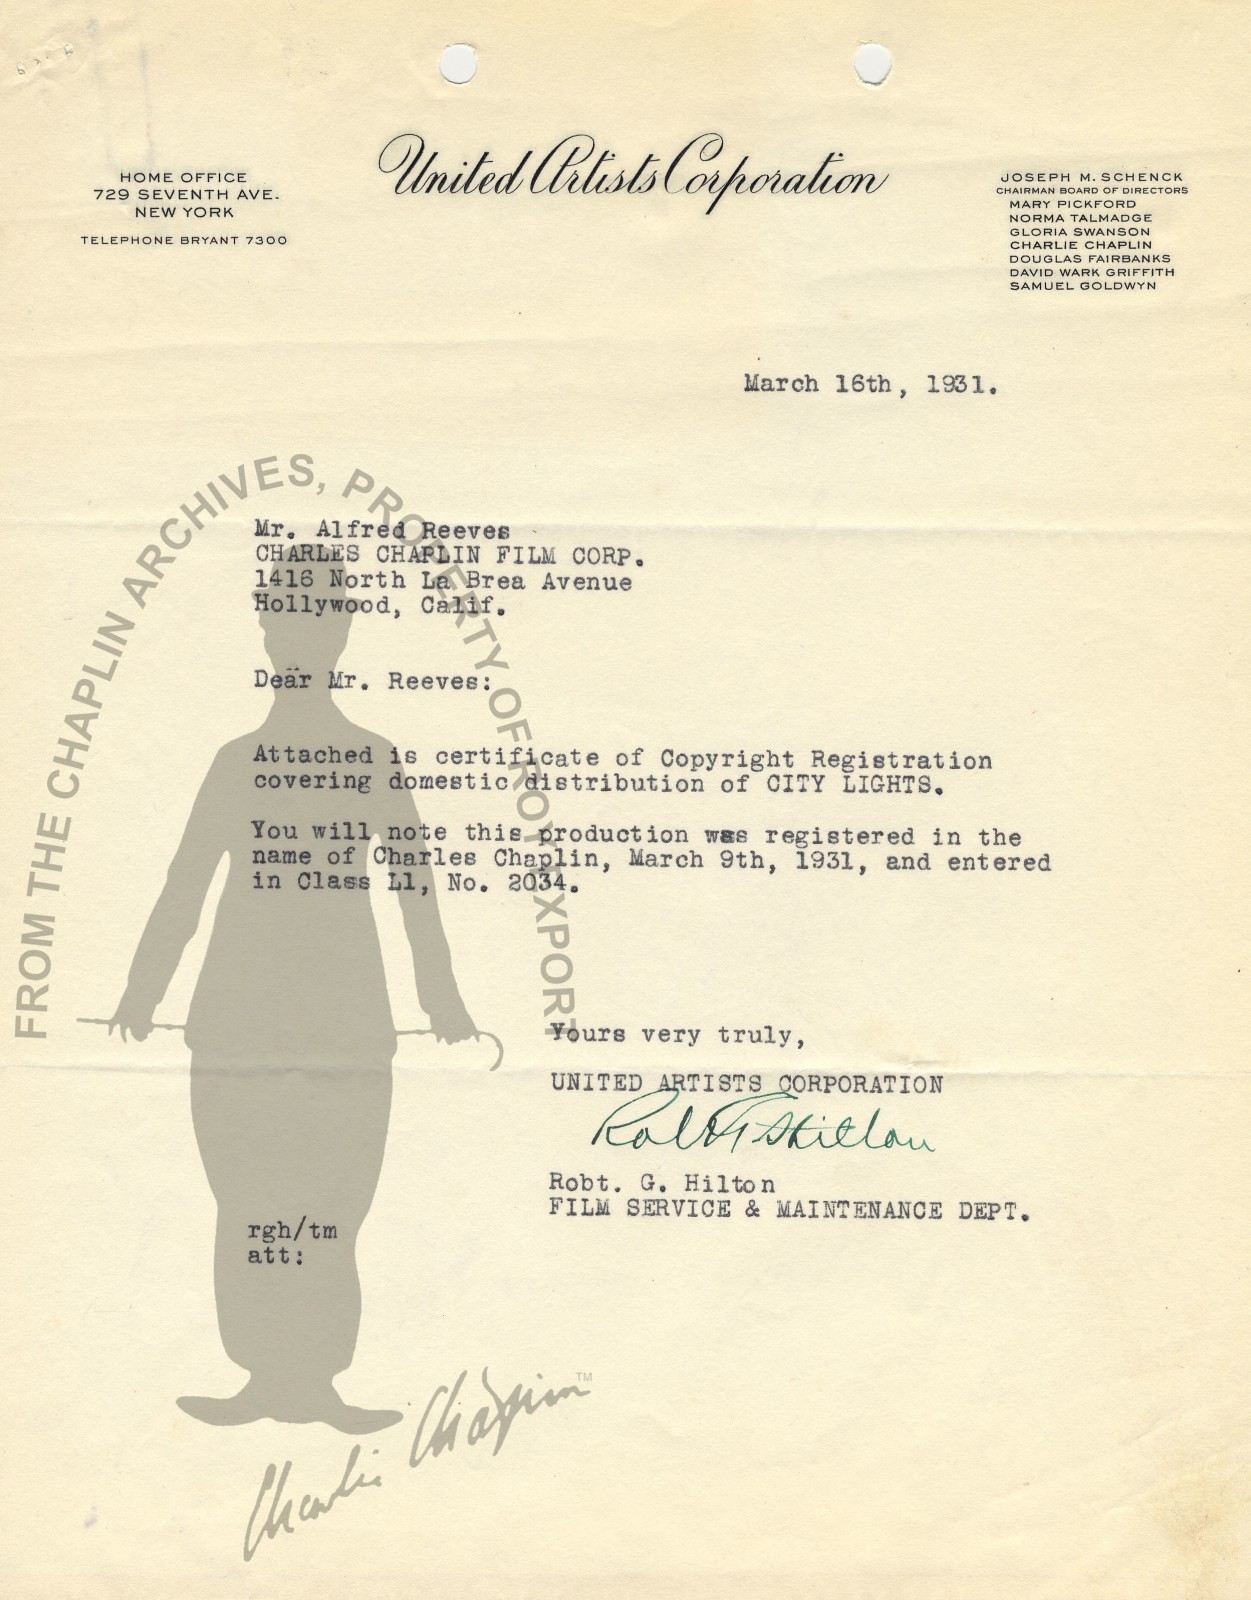 United Artists Corporation
HOME OFFICE
729 SEVENTH AVE.
NEW YORK
TELEPHONE BRYANT 7300
JOSEPH M. SCHENCK
CHAIRMAN BOARD OF DIRECTORS
MARY PICKFORD
NORMA TALMADGE
GLORIA SWANSON
CHARLIE CHAPLIN
DOUGLAS FAIRBANKS
DAVID WARK GRIFFITH
SAMUEL GOLDWYN
March 16th, 1931.
FROM THE CHAPLIN ARCHIVES, PROPERTY OF ROY EXPORT
Mr. Alfred Reeves
CHARLES CHAPLIN FILM CORP.
1416 North La Brea Avenue
Hollywood, Calif.
Dear Mr. Reeves:
Attached is certificate of Copyright Registration
covering domestic distribution of CITY LIGHTS.
You will note this production was registered in the
name of Charles Chaplin, March 9th, 1931, and entered
in Class L1, No. 2034.
Yours very truly,
UNITED ARTISTS CORPORATION
Robt G Hilton
Robt. G. Hilton
FILM SERVICE & MAINTENANCE DEPT.
rgh/tm
att:
Charlie Chaplin™